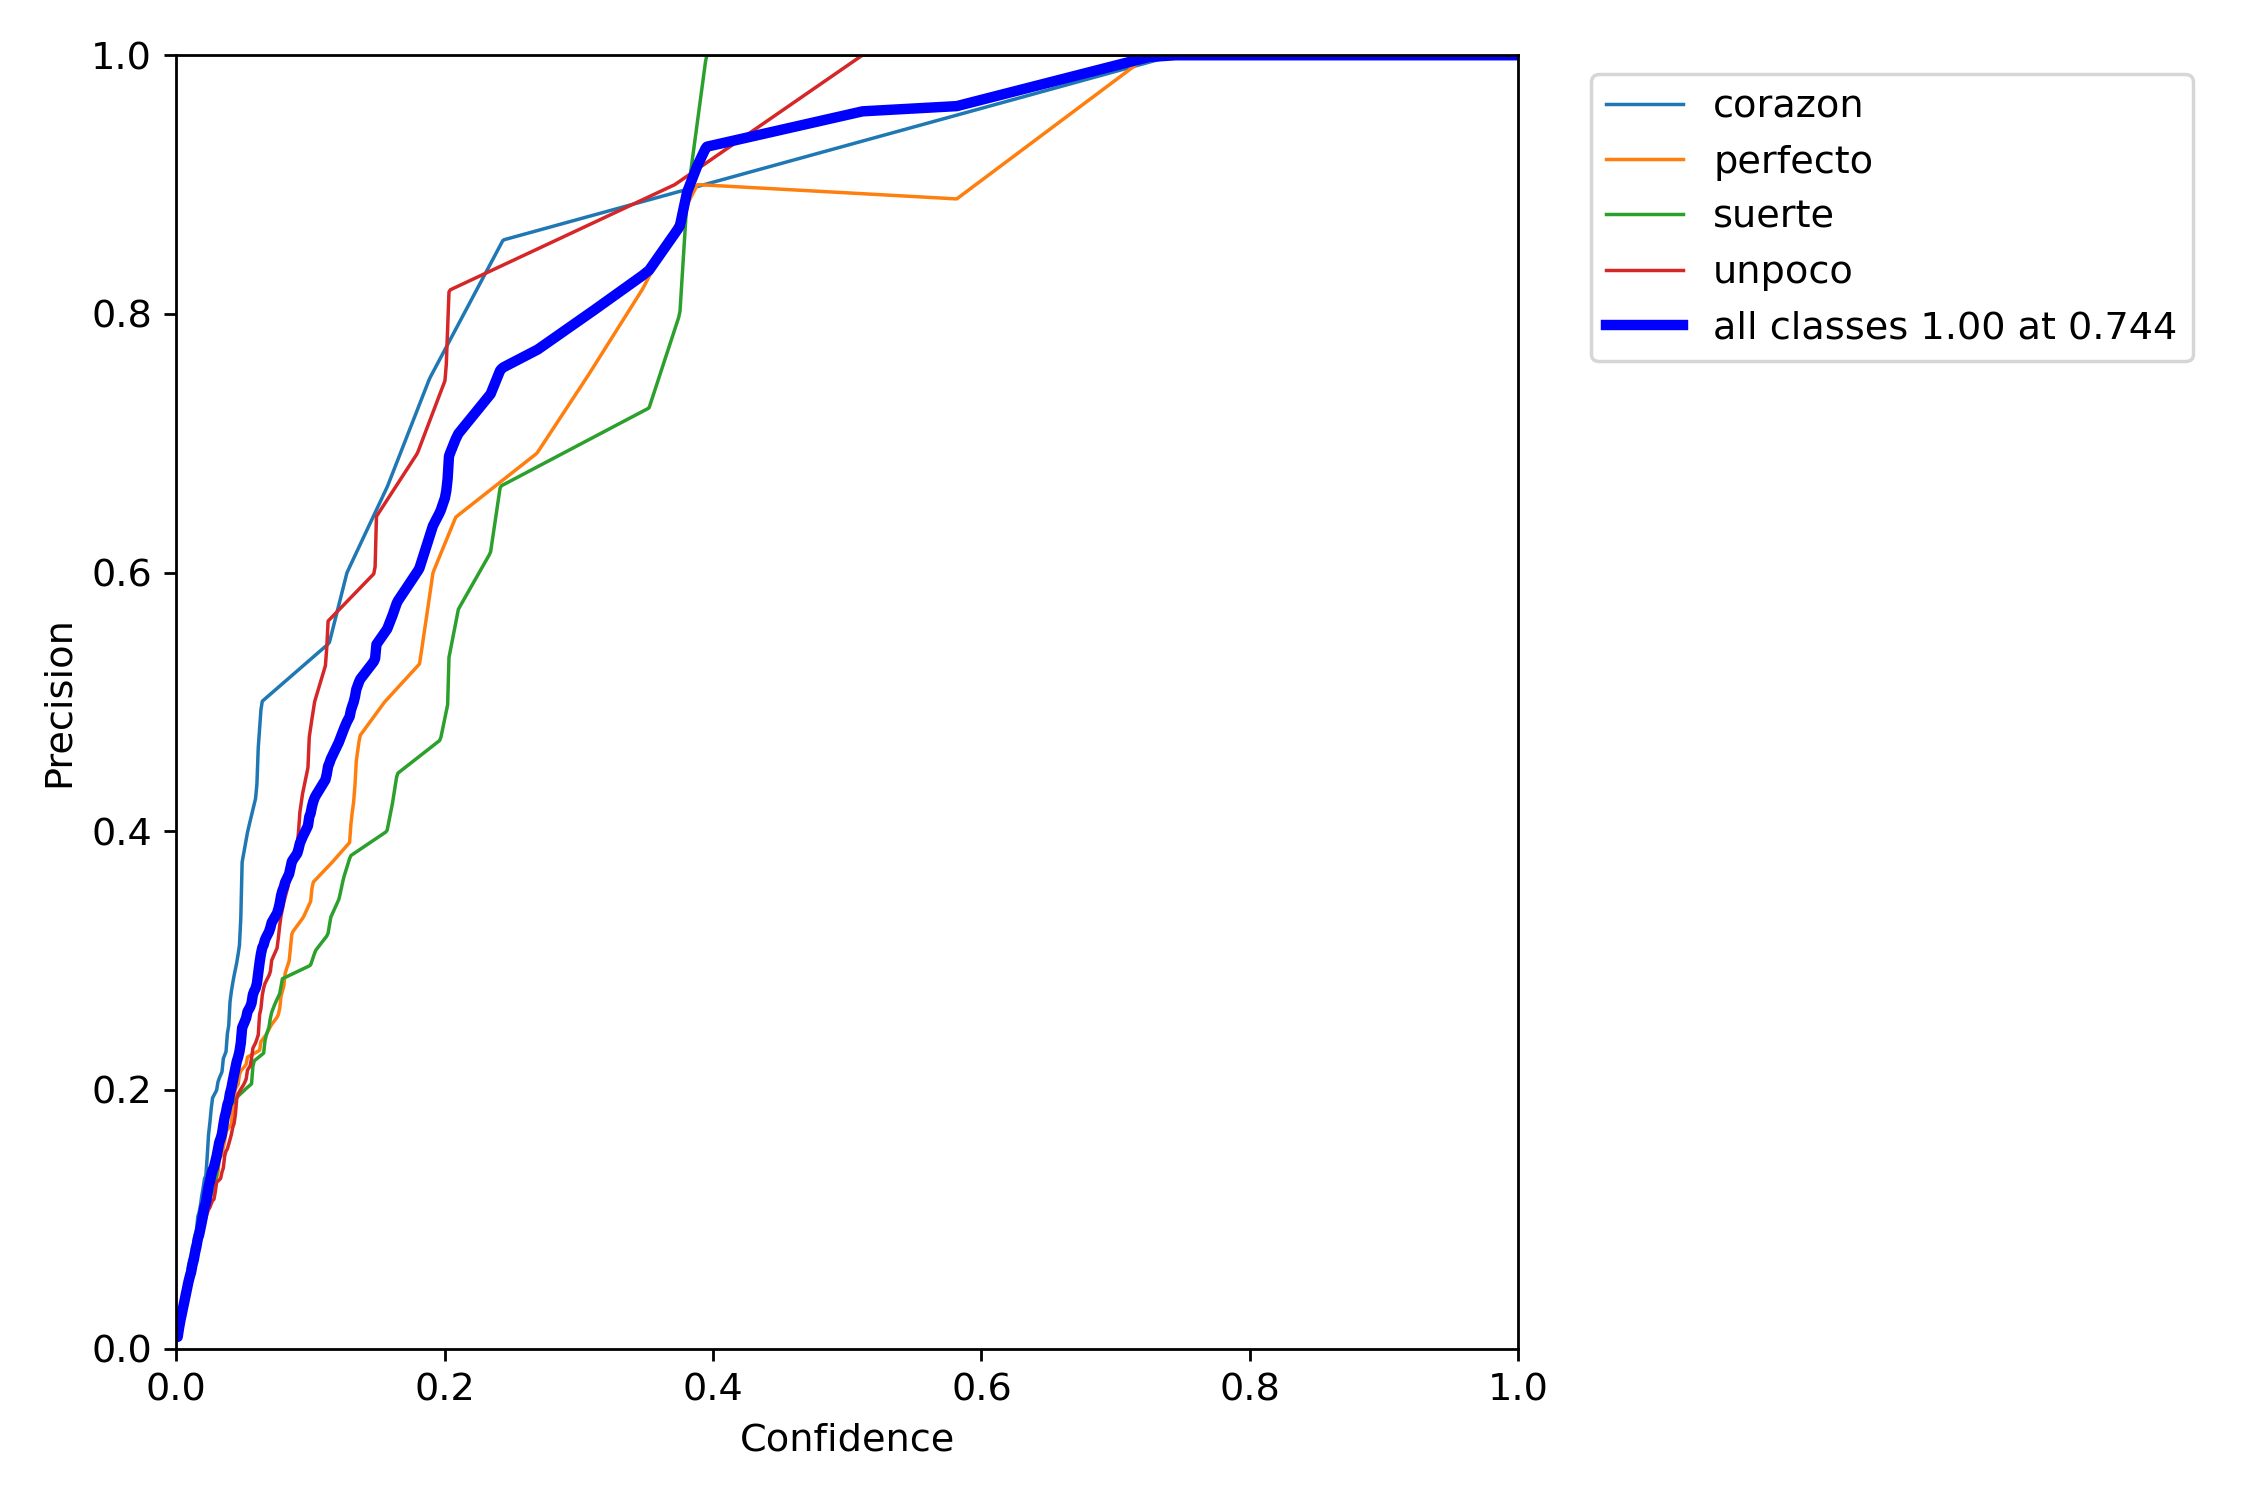 1.0
0.8
0.6
0.4
0.2
0.0
Precision
0.0 0.2 0.4 0.6 0.8 1.0
Confidence
corazon
perfecto
suerte
unpoco
all classes 1.00 at 0.744